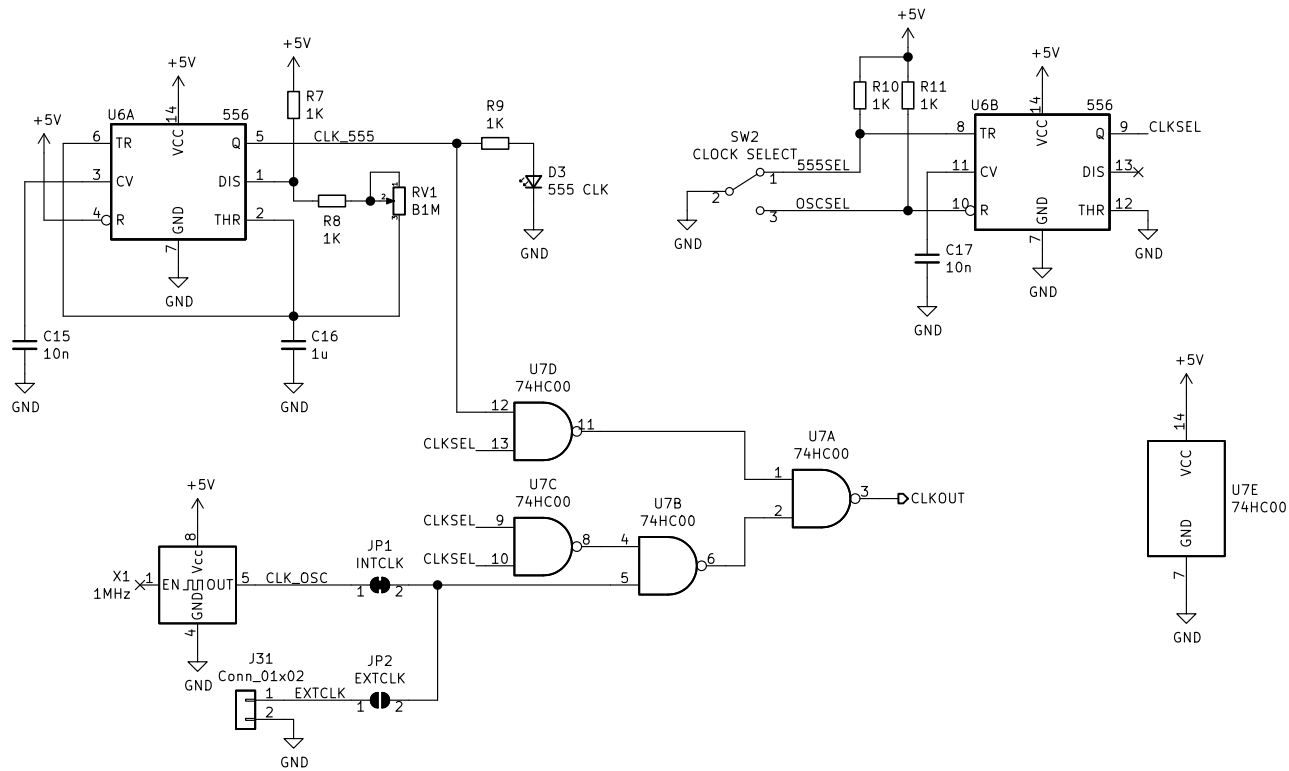 +5V
+5V
R7
1K
+5V
U6A
14
556
+5V
6
TR
VCC
Q
5
CLK_555
R9
1K
3
CV
DIS
1
D3
555 CLK
4
R
GND
THR
2
R8
1K
1
2
3
RV1
B1M
7
GND
GND
C15
10n
GND
C16
1u
GND
+5V
R10
1K
R11
1K
+5V
U6B
14
556
8
TR
VCC
Q
9
CLKSEL
SW2
CLOCK SELECT
555SEL
1
2
11
CV
DIS
13
OSCSEL
3
10
R
GND
THR
12
GND
7
GND
GND
C17
10n
GND
U7D
74HC00
12
CLKSEL
13
11
U7A
74HC00
1
2
3
CLKOUT
U7C
74HC00
CLKSEL
9
CLKSEL
10
8
U7B
74HC00
4
5
6
+5V
8
Vcc
X1
1MHz
1
EN
OUT
5
GND
4
GND
CLK_OSC
JP1
INTCLK
1
2
J31
Conn_01x02
1
2
EXTCLK
JP2
EXTCLK
1
2
GND
+5V
14
VCC
U7E
74HC00
GND
7
GND